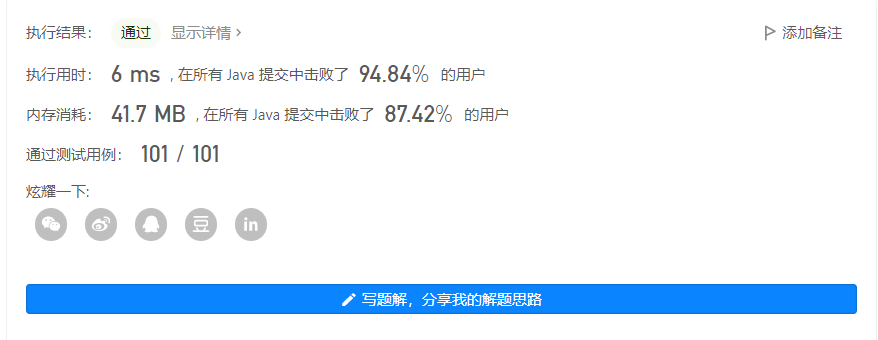 执行结果： 通过 显示详情 > 添加备注
执行用时： 6 ms , 在所有 Java 提交中击败了 94.84% 的用户
内存消耗： 41.7 MB , 在所有 Java 提交中击败了 87.42% 的用户
通过测试用例： 101 / 101
炫耀一下:
豆 in
写题解，分享我的解题思路